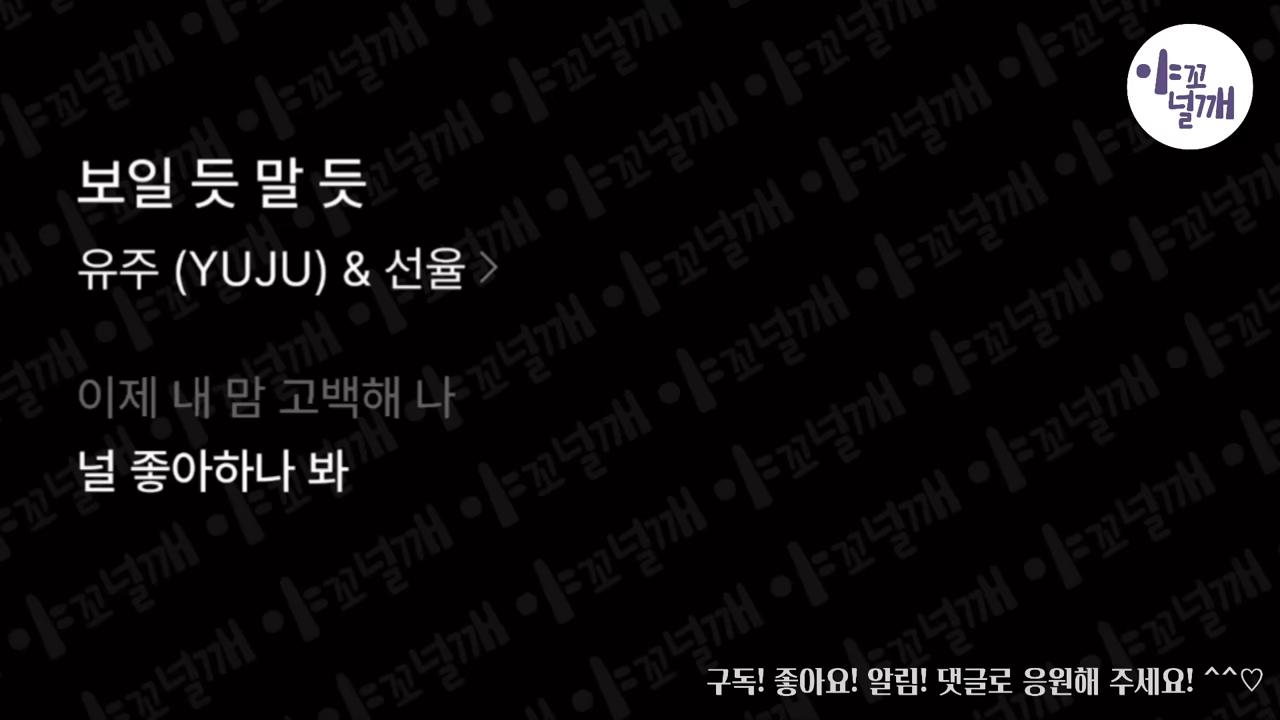 야꼬
널깨
보일 듯 말 듯
유주 (YUJU) & 선율 >
이제 내 맘 고백해 나
널 좋아하나 봐
구독! 좋아요! 알림! 댓글로 응원해 주세요! ^^♡